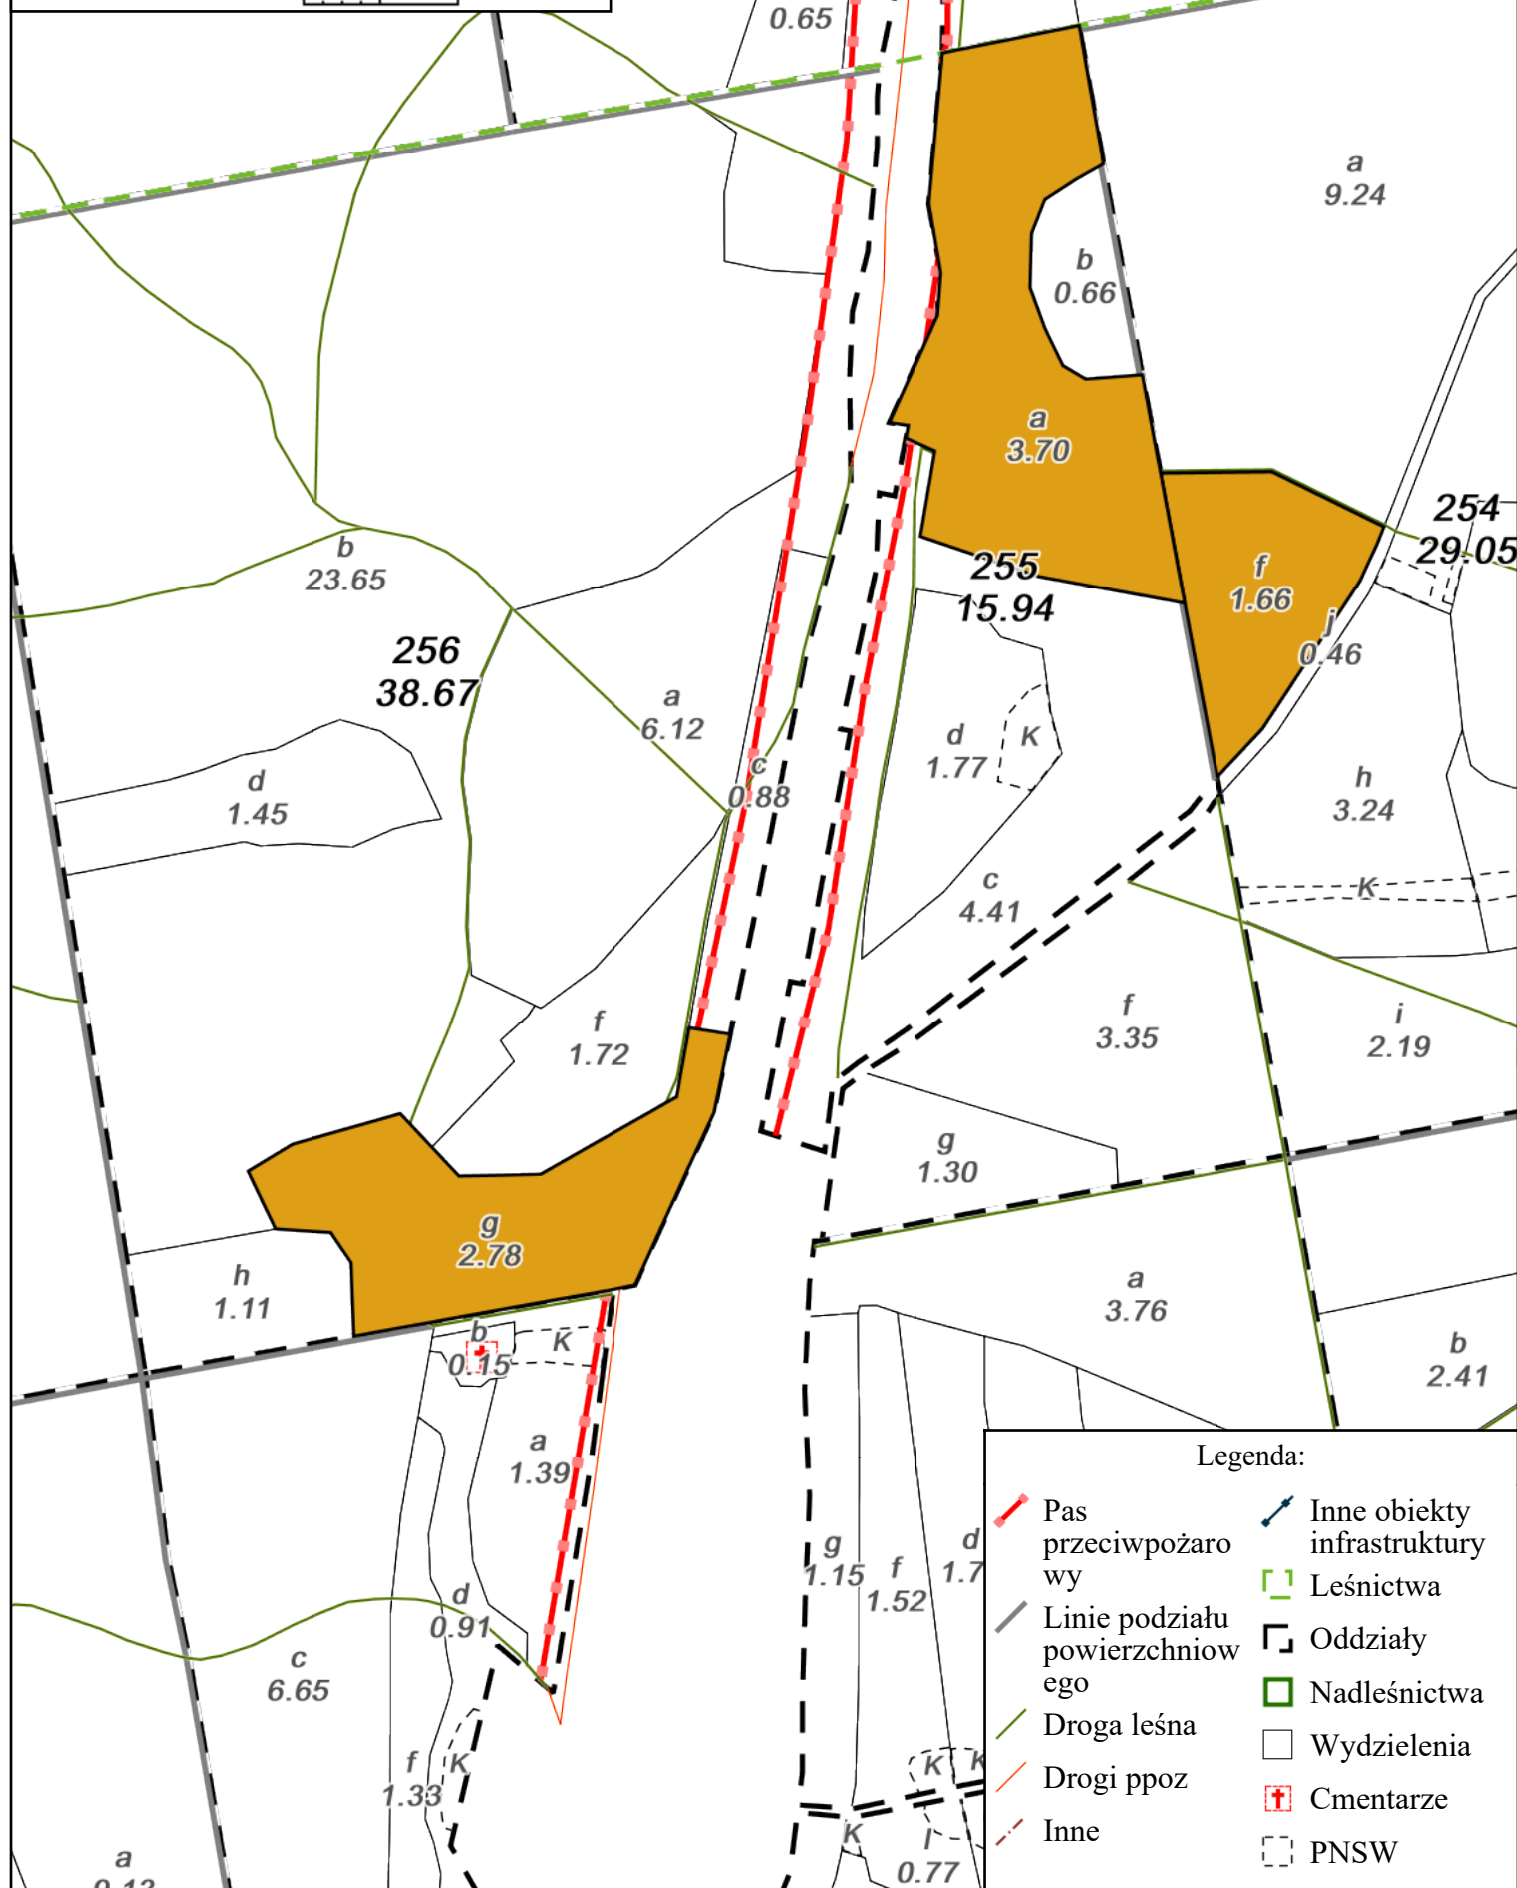 0.65
a
9.24
b
0.66
a
3.70
254
29.05
b
23.65
255
15.94
f
1.66
j
0.46
256
38.67
a
6.12
d
1.77
K
c
0.88
d
1.45
h
3.24
K
c
4.41
f
1.72
f
3.35
i
2.19
g
1.30
g
2.78
h
1.11
a
3.76
b
0.15
K
b
2.41
a
1.39
g
1.15
f
1.52
d
1.7
d
0.91
c
6.65
f
1.33
K
K
K
K
l
0.77
a
Legenda:
Pas
przeciwpożaro
wy
Linie podziału
powierzchniow
ego
Droga leśna
Drogi ppoz
Inne
Inne obiekty
infrastruktury
Leśnictwa
Oddziały
Nadleśnictwa
Wydzielenia
Cmentarze
PNSW